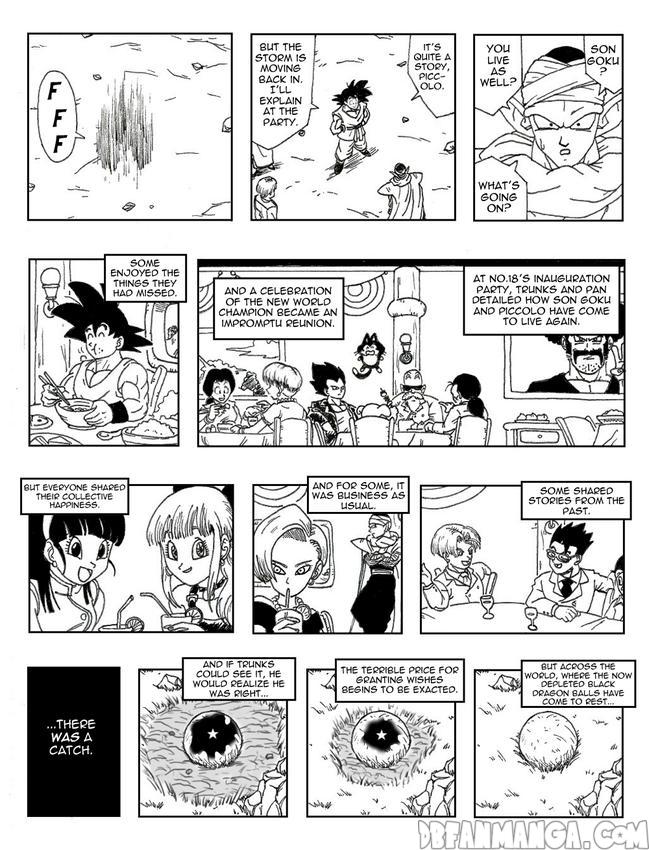 SON
GOKU
?
YOU
LIVE
AS
WELL?
WHAT'S
GOING
ON?
IT'S
QUITE A
STORY,
PICC-
OLO.
BUT THE
STORM IS
MOVING
BACK IN.
I'LL
EXPLAIN
AT THE
PARTY.
F
F
F
AT NO.18'S INAUGURATION
PARTY, TRUNKS AND PAN
DETAILED HOW SON GOKU
AND PICCOLO HAVE COME
TO LIVE AGAIN.
AND A CELEBRATION
OF THE NEW WORLD
CHAMPION BECAME AN
IMPROMPTU REUNION.
SOME
ENJOYED THE
THINGS THEY
HAD MISSED.
SOME SHARED
STORIES FROM THE
PAST.
AND FOR SOME, IT
WAS BUSINESS AS
USUAL.
BUT EVERYONE SHARED
THEIR COLLECTIVE
HAPPINESS.
BUT ACROSS THE
WORLD, WHERE THE NOW
DEPLETED BLACK
DRAGON BALLS HAVE
COME TO REST...
THE TERRIBLE PRICE FOR
GRANTING WISHES
BEGINS TO BE EXACTED.
AND IF TRUNKS
COULD SEE IT, HE
WOULD REALIZE HE
WAS RIGHT...
...THERE
WAS A
CATCH.
DBFANMANGA.COM